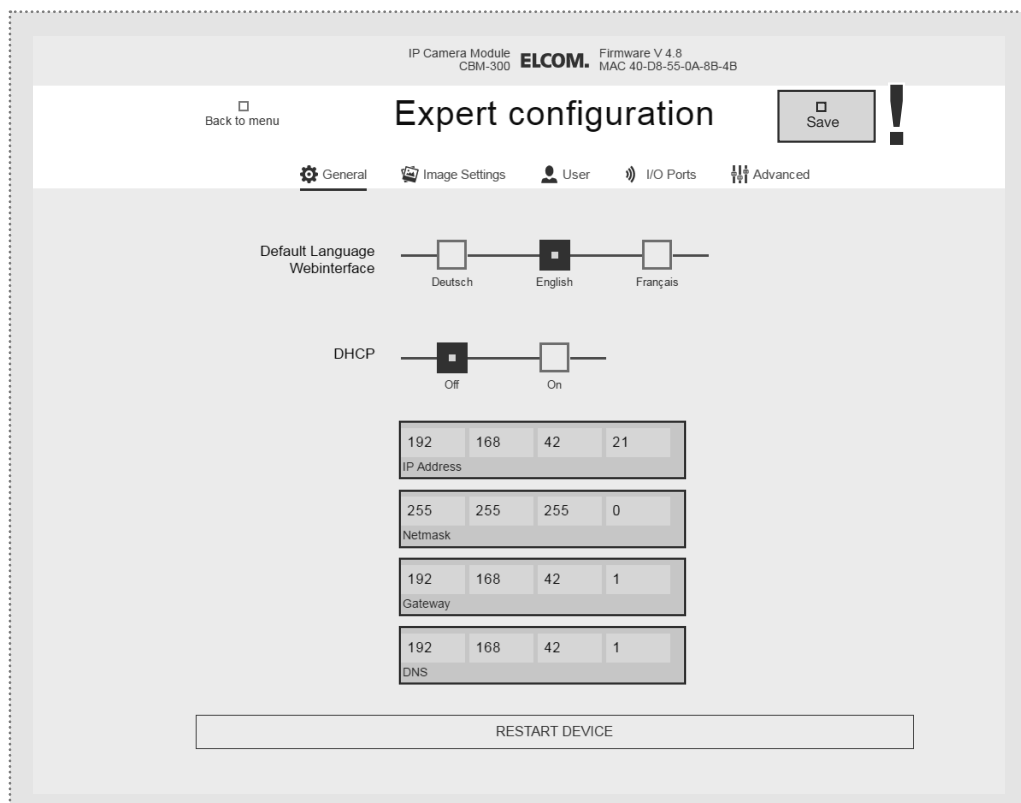 IP Camera Module
CBM-300
ELCOM.
Firmware V 4.8
MAC 40-D8-55-0A-8B-4B
Back to menu
Expert configuration
Save
!
General
Image Settings
User
I/O Ports
Advanced
Default Language
Webinterface
Deutsch
English
Français
DHCP
Off
On
192 168 42 21
IP Address
255 255 255 0
Netmask
192 168 42 1
Gateway
192 168 42 1
DNS
RESTART DEVICE